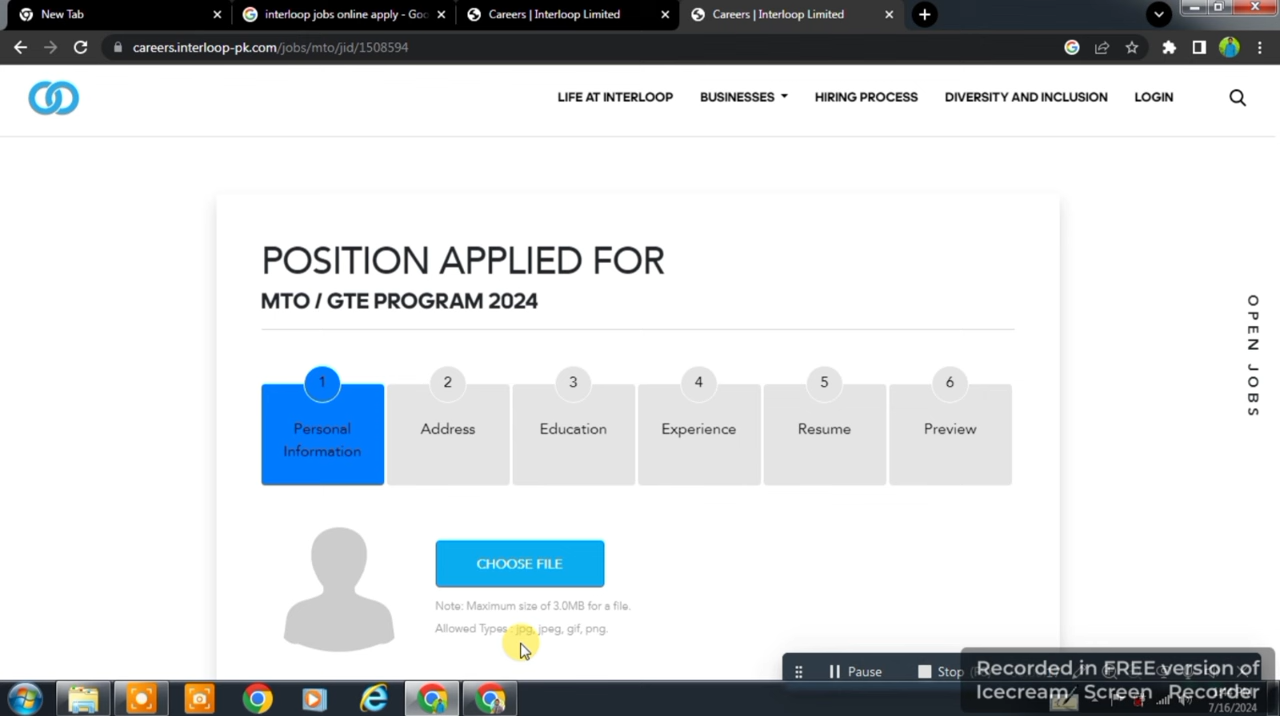 New Tab
interloop jobs online apply - Goo
Careers | Interloop Limited
Careers | Interloop Limited
careers.interloop-pk.com/jobs/mto/jid/1508594
LIFE AT INTERLOOP
BUSINESSES
HIRING PROCESS
DIVERSITY AND INCLUSION
LOGIN
POSITION APPLIED FOR
MTO / GTE PROGRAM 2024
OPEN JOBS
1
2
3
4
5
6
Personal
Information
Address
Education
Experience
Resume
Preview
CHOOSE FILE
Note: Maximum size of 3.0MB for a file.
Allowed Types : jpg, jpeg, gif, png.
Pause
Stop
Recorded in FREE version of
Icecream Screen Recorder
7/16/2024